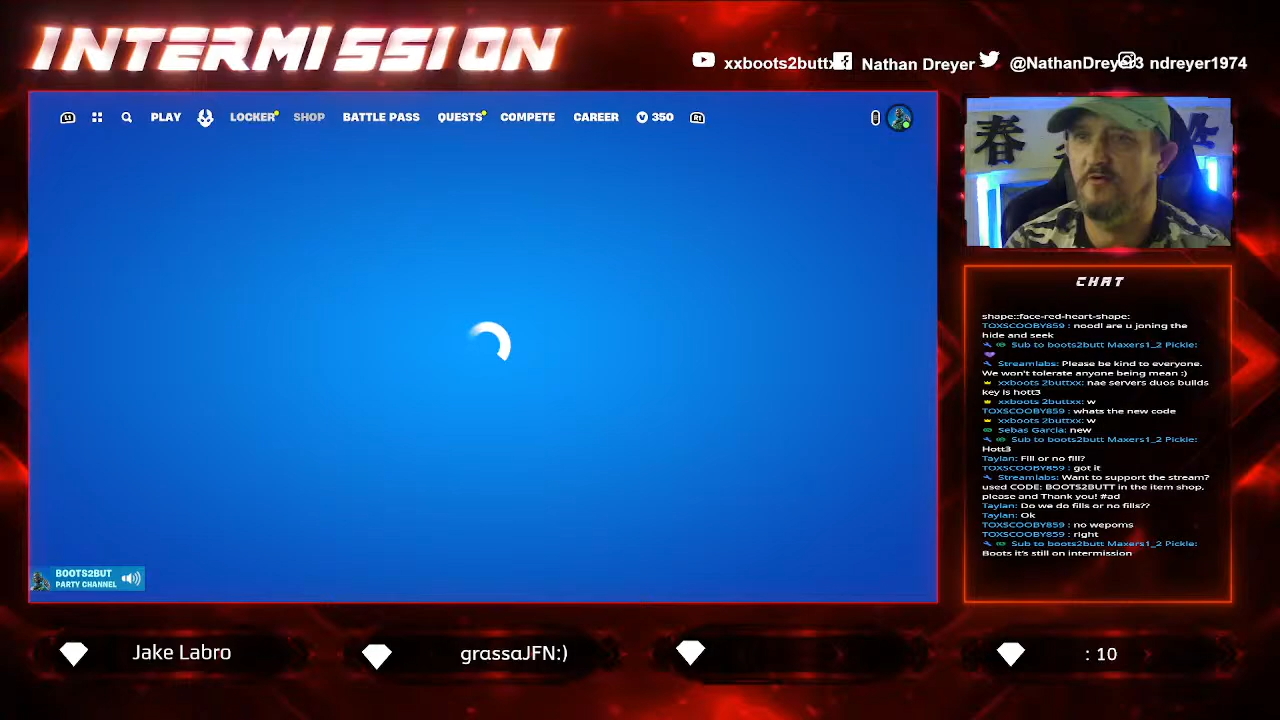 INTERMISSION
xxboots2buttx Nathan Dreyer @NathanDreyer3 ndreyer1974
L1 PLAY LOCKER SHOP BATTLE PASS QUESTS COMPETE CAREER 350 R1
春
CHAT
shape::face-red-heart-shape:
TOXSCOOBY859 : noodl are u joning the
hide and seek
Sub to boots2butt Maxers1_2 Pickle:
Streamlabs: Please be kind to everyone.
We won't tolerate anyone being mean :)
xxboots 2buttxx: nae servers duos builds
key is hott3
xxboots 2buttxx: w
TOXSCOOBY859 : whats the new code
xxboots 2buttxx: w
Sebas Garcia: new
Sub to boots2butt Maxers1_2 Pickle:
Hott3
Taylan: Fill or no fill?
TOXSCOOBY859 : got it
Streamlabs: Want to support the stream?
used CODE: BOOTS2BUTT in the item shop.
please and Thank you! #ad
Taylan: Do we do fills or no fills??
Taylan: Ok
TOXSCOOBY859 : no wepoms
TOXSCOOBY859 : right
Sub to boots2butt Maxers1_2 Pickle:
Boots it's still on intermission
BOOTS2BUT
PARTY CHANNEL
Jake Labro grassaJFN:) : 10